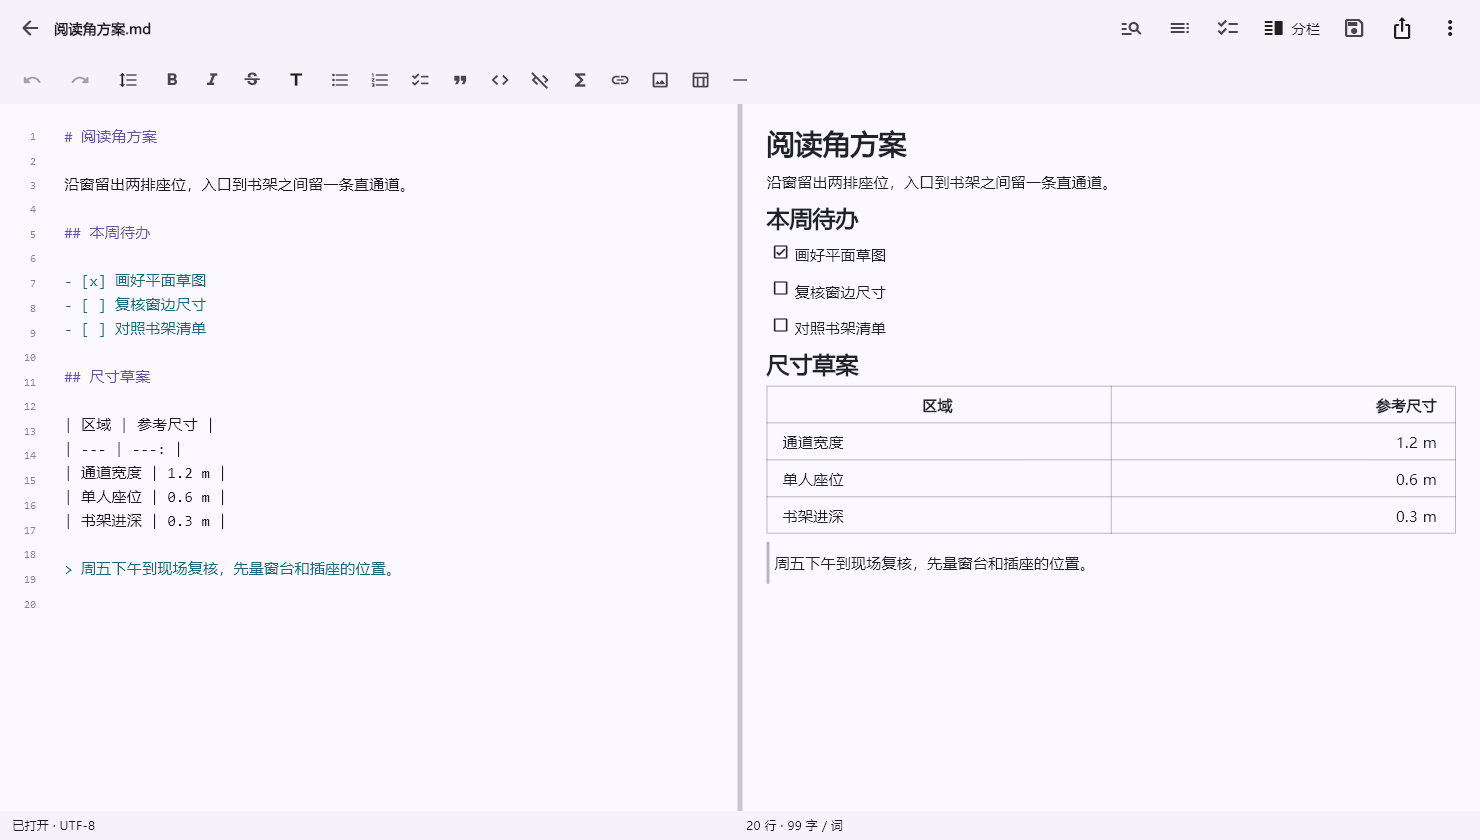 阅读角方案.md
分栏
1 # 阅读角方案
2
3 沿窗留出两排座位，入口到书架之间留一条直通道。
4
5 ## 本周待办
6
7 - [x] 画好平面草图
8 - [ ] 复核窗边尺寸
9 - [ ] 对照书架清单
10
11 ## 尺寸草案
12
13 | 区域 | 参考尺寸 |
14 | --- | ---: |
15 | 通道宽度 | 1.2 m |
16 | 单人座位 | 0.6 m |
17 | 书架进深 | 0.3 m |
18
19 > 周五下午到现场复核，先量窗台和插座的位置。
20
阅读角方案
沿窗留出两排座位，入口到书架之间留一条直通道。
本周待办
画好平面草图
复核窗边尺寸
对照书架清单
尺寸草案
区域 参考尺寸
通道宽度 1.2 m
单人座位 0.6 m
书架进深 0.3 m
周五下午到现场复核，先量窗台和插座的位置。
已打开 · UTF-8
20 行 · 99 字 / 词